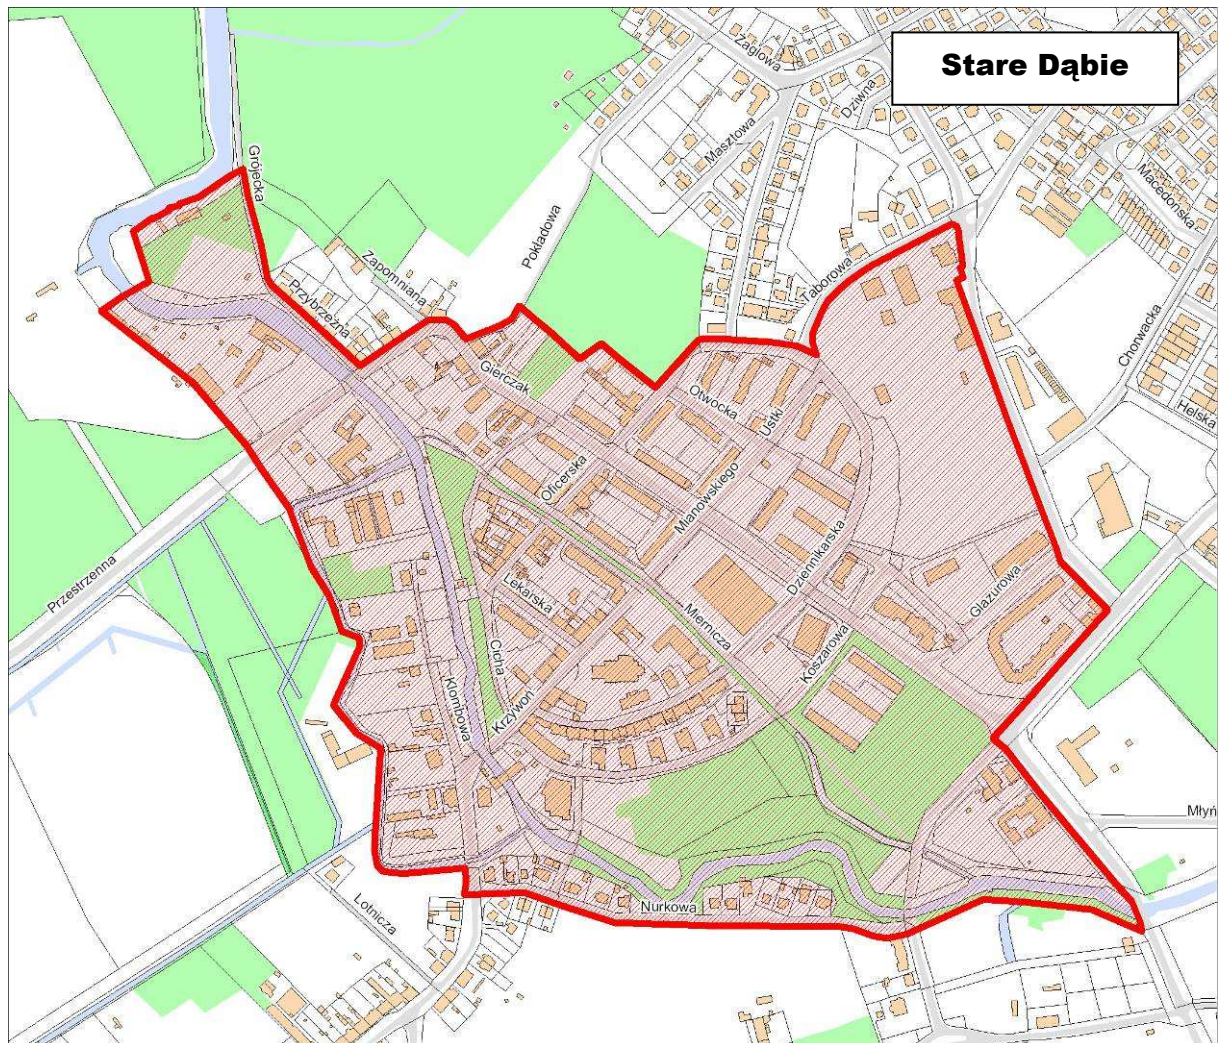 Stare Dąbie
Żaglowa
Dziwna
Masztowa
Grójecka
Macedońska
Pokładowa
Zapomniana
Taborowa
Przybrzeżna
Chorwacka
Gierczak
Otwocka
Ustki
Helska
Oficerska
Mianowskiego
Dziennikarska
Przestrzenna
Lekarska
Glazurowa
Miernicza
Koszarowa
Cicha
Klombowa
Krzywoń
Młyń
Nurkowa
Lotnicza